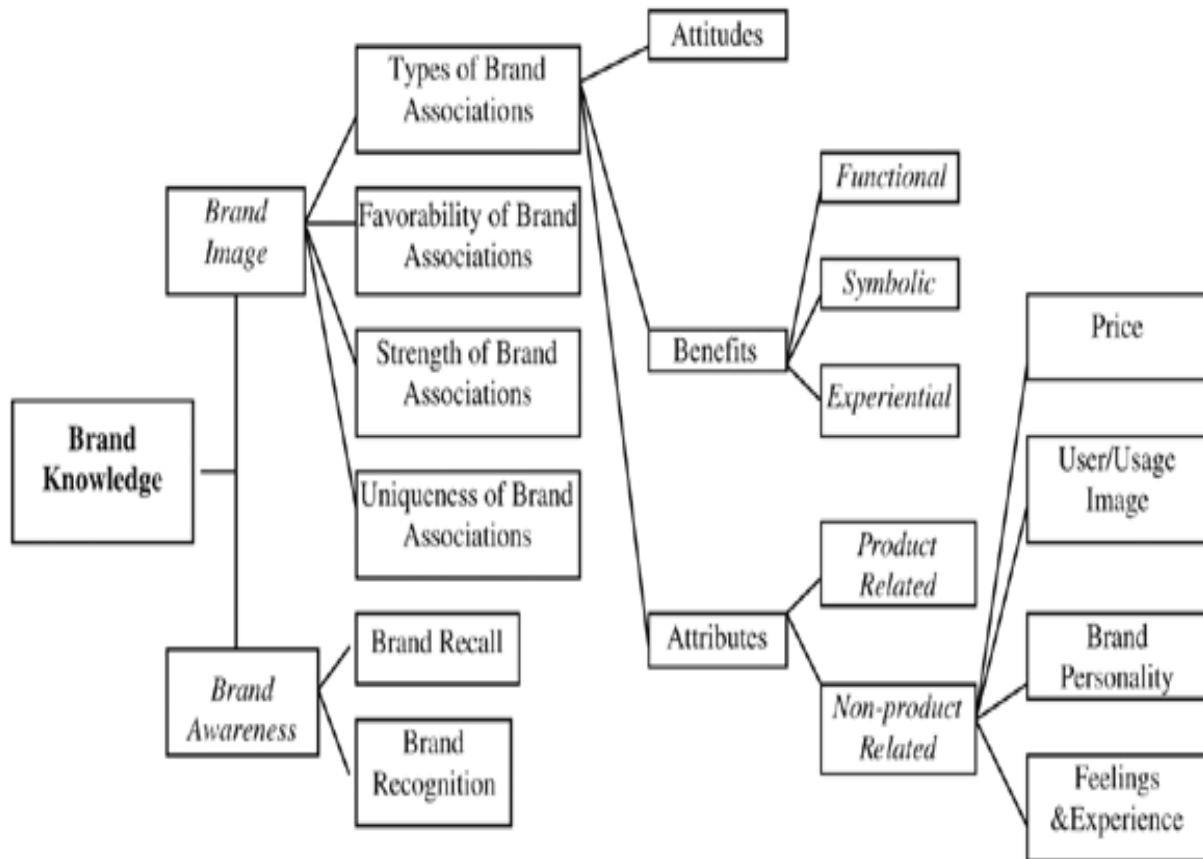 Types of Brand
Associations
Attitudes
Brand
Image
Favorability of Brand
Associations
Functional
Symbolic
Strength of Brand
Associations
Benefits
Experiential
Price
Brand
Knowledge
Uniqueness of Brand
Associations
User/Usage
Image
Product
Related
Brand Recall
Attributes
Brand
Awareness
Brand
Recognition
Non-product
Related
Brand
Personality
Feelings
&Experience